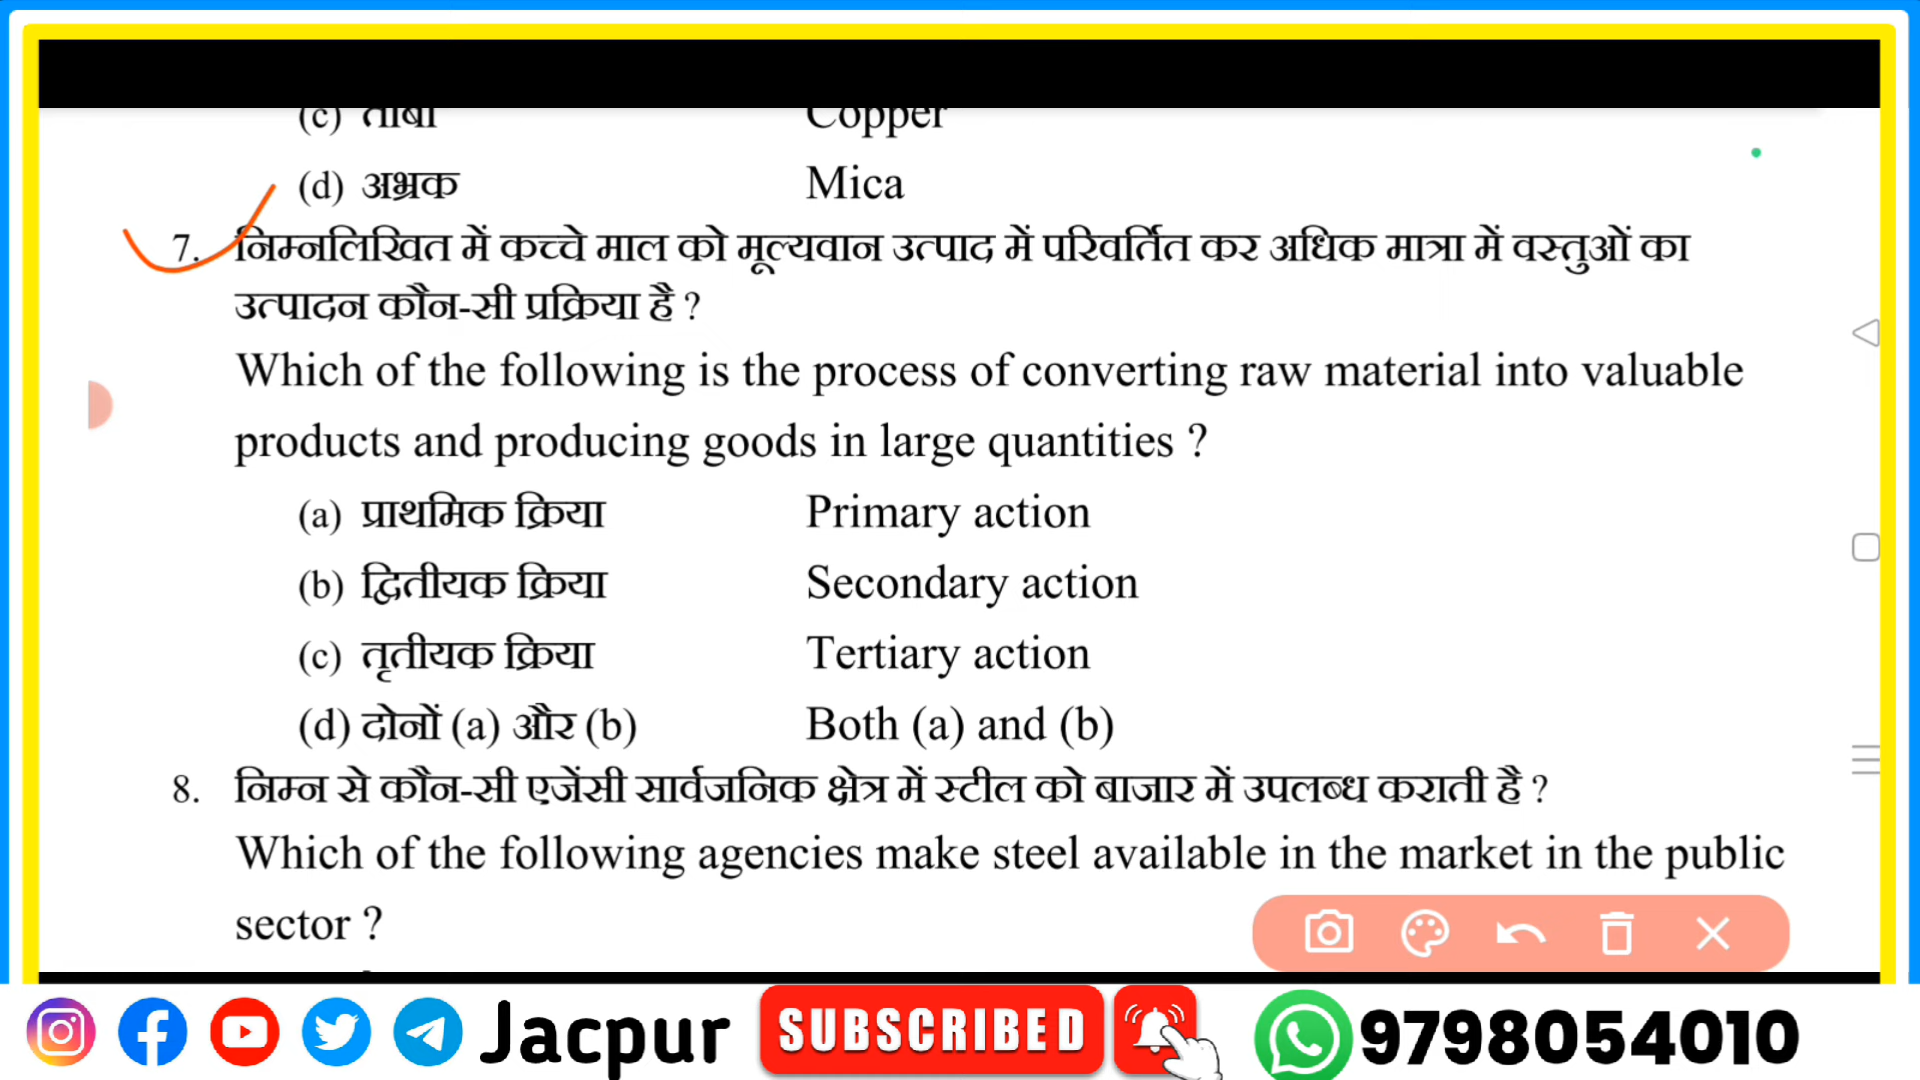 (c) तांबा Copper
(d) अभ्रक Mica
7. निम्नलिखित में कच्चे माल को मूल्यवान उत्पाद में परिवर्तित कर अधिक मात्रा में वस्तुओं का
उत्पादन कौन-सी प्रक्रिया है ?
Which of the following is the process of converting raw material into valuable
products and producing goods in large quantities ?
(a) प्राथमिक क्रिया Primary action
(b) द्वितीयक क्रिया Secondary action
(c) तृतीयक क्रिया Tertiary action
(d) दोनों (a) और (b) Both (a) and (b)
8. निम्न से कौन-सी एजेंसी सार्वजनिक क्षेत्र में स्टील को बाजार में उपलब्ध कराती है ?
Which of the following agencies make steel available in the market in the public
sector ?
Jacpur SUBSCRIBED 9798054010